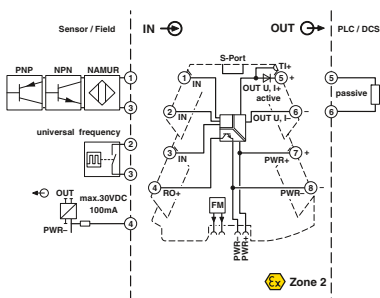 Sensor / Field
IN
OUT
PLC / DCS
PNP
NPN
NAMUR
1
3
universal frequency
2
3
OUT
max.30VDC
100mA
PWR–
4
S-Port
TI+
1
IN
5
+
OUT U, I+
active
2
IN
6
–
OUT U, I–
3
IN
7
+
PWR+
4
RO+
8
–
PWR–
FM
PWR–
PWR+
5
passive
6
Ex
Zone 2